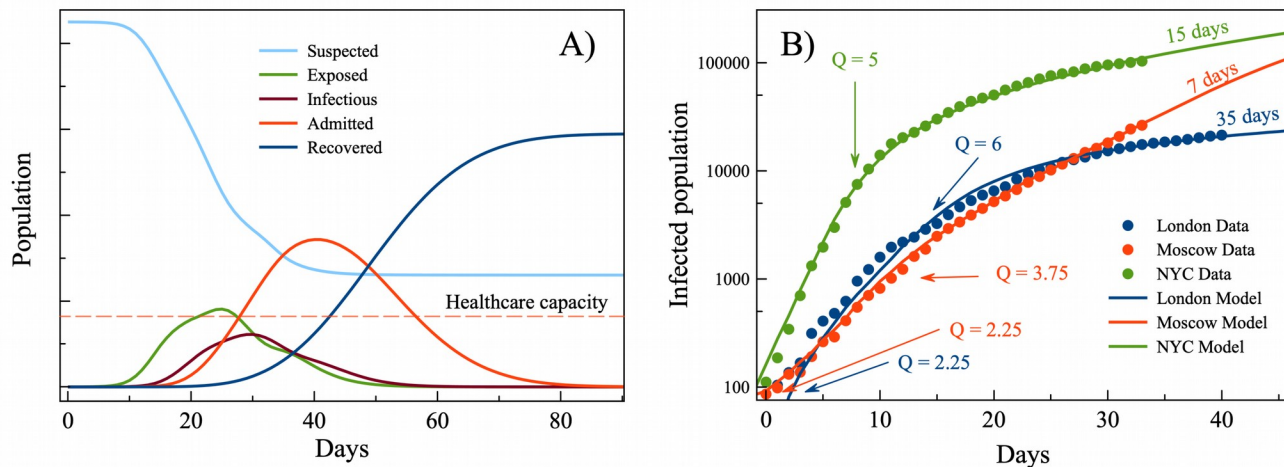 A)
Suspected
Exposed
Infectious
Admitted
Recovered
Healthcare capacity
Population
0
20
40
60
80
Days
B)
15 days
7 days
35 days
Q = 5
Q = 6
Q = 3.75
Q = 2.25
Q = 2.25
London Data
Moscow Data
NYC Data
London Model
Moscow Model
NYC Model
Infected population
100000
10000
1000
100
0
10
20
30
40
Days